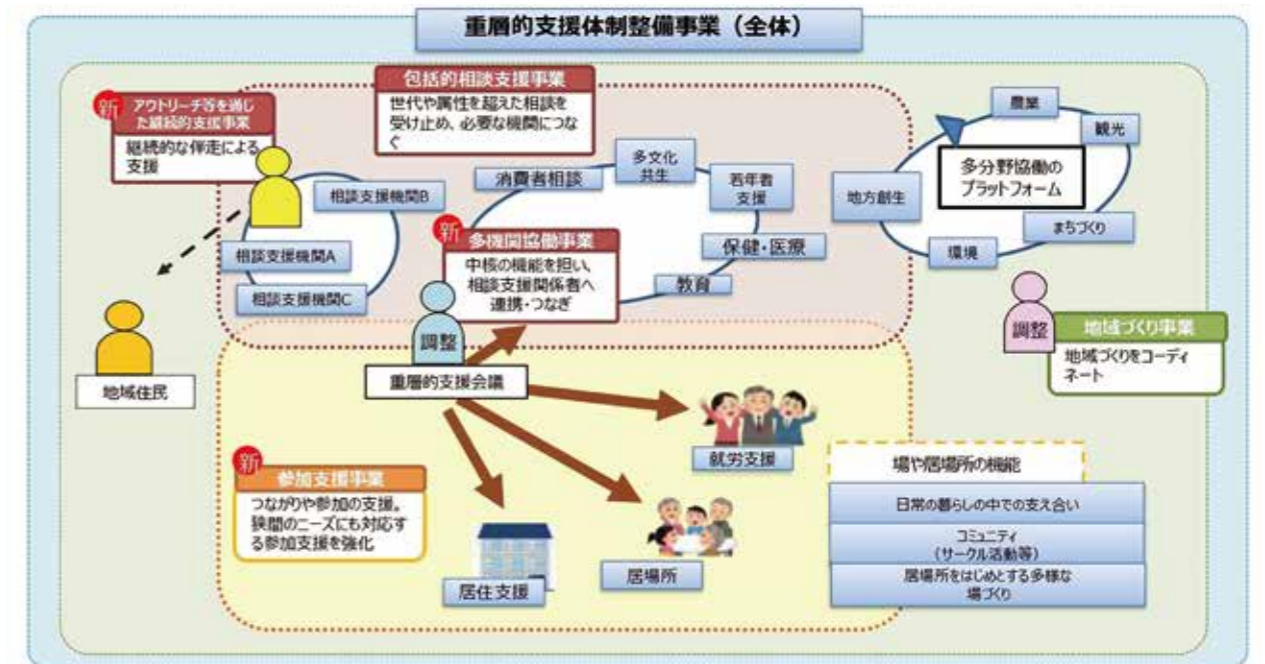 重層的支援体制整備事業（全体）
新
アウトリーチ等を通じ
た継続的支援事業
継続的な伴走による
支援
包括的相談支援事業
世代や属性を超えた相談を
受け止め、必要な機関につな
ぐ
相談支援機関B
相談支援機関A
相談支援機関C
消費者相談
多文化
共生
若年者
支援
保健・医療
教育
新
多機関協働事業
中核の機能を担い、
相談支援関係者へ
連携・つなぎ
農業
観光
多分野協働の
プラットフォーム
地方創生
まちづくり
環境
調整
地域づくり事業
地域づくりをコーディ
ネート
地域住民
調整
重層的支援会議
新
参加支援事業
つながりや参加の支援。
狭間のニーズにも対応す
る参加支援を強化
就労支援
居場所
居住支援
場や居場所の機能
日常の暮らしの中での支え合い
コミュニティ
（サークル活動等）
居場所をはじめとする多様な
場づくり